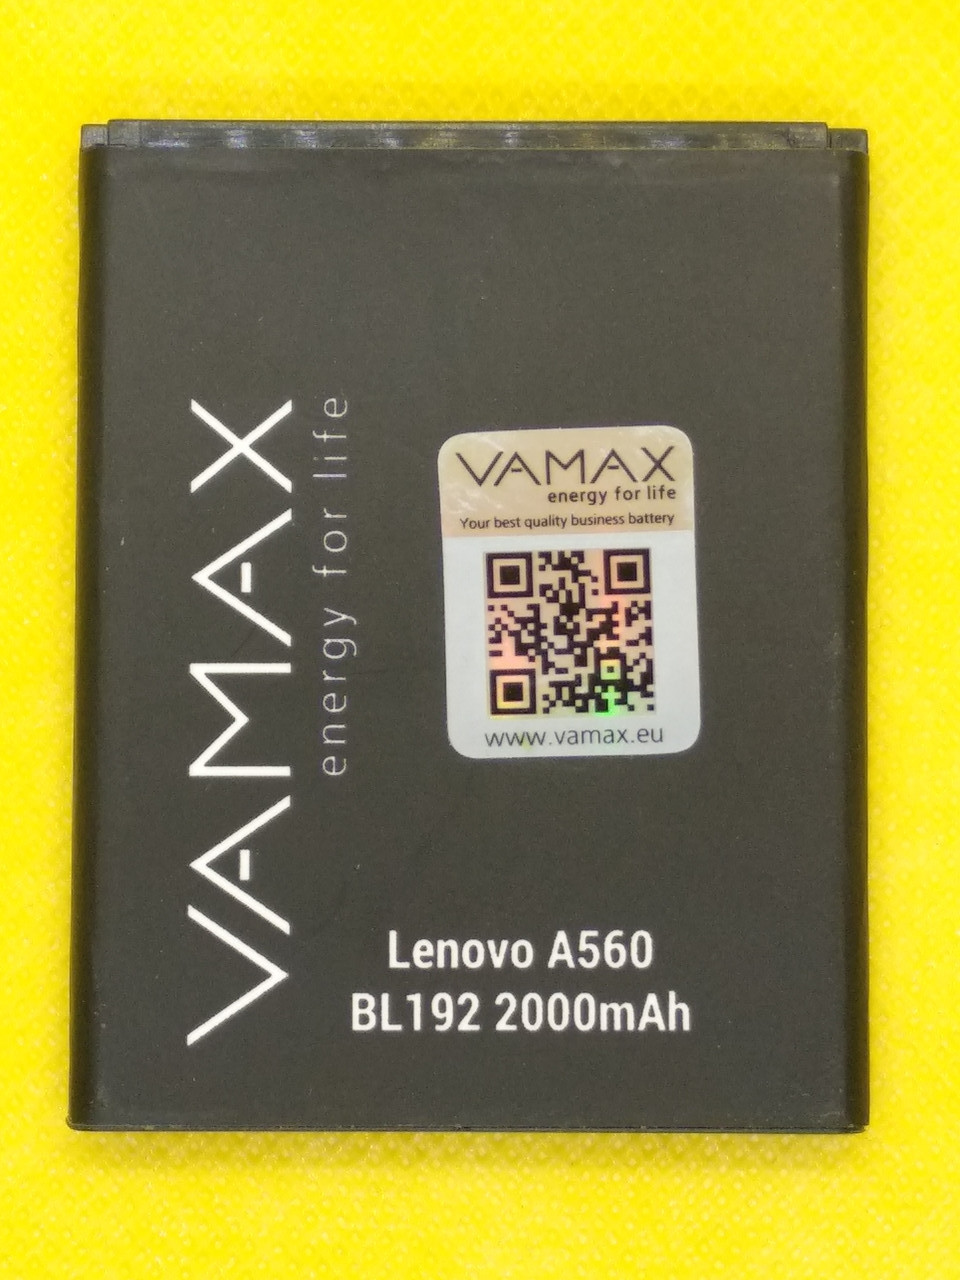 VAMAX
energy for life
VAMAX
energy for life
Your best quality business battery
www.vamax.eu
Lenovo A560
BL192 2000mAh